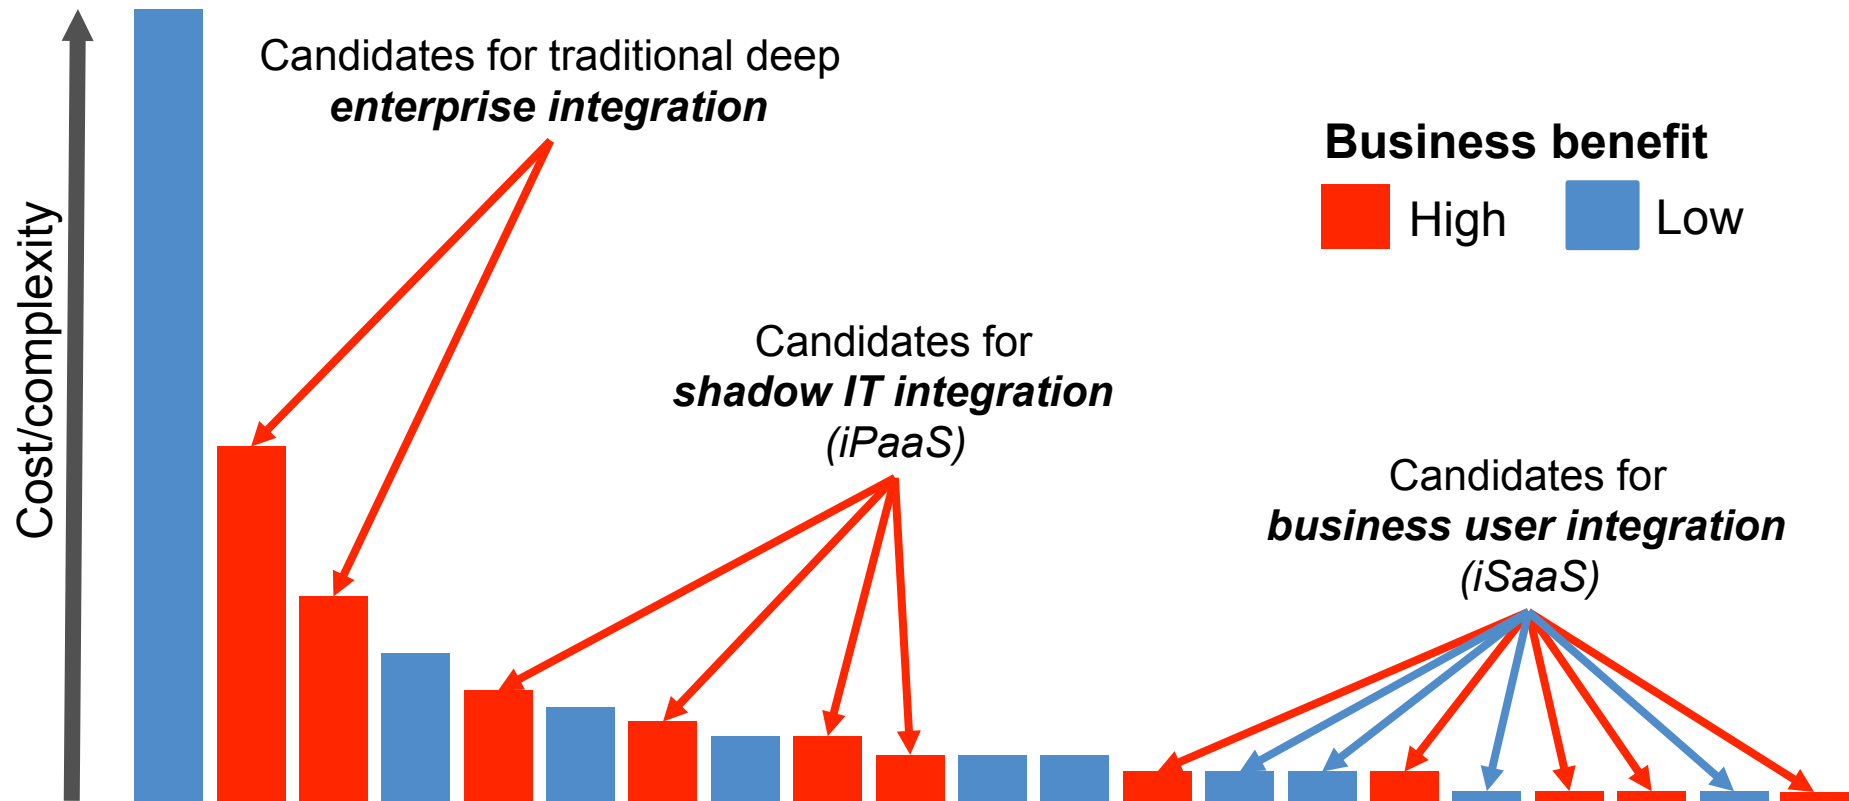 Cost/complexity
Candidates for traditional deep
enterprise integration
Business benefit
High
Low
Candidates for
shadow IT integration
(iPaaS)
Candidates for
business user integration
(iSaaS)